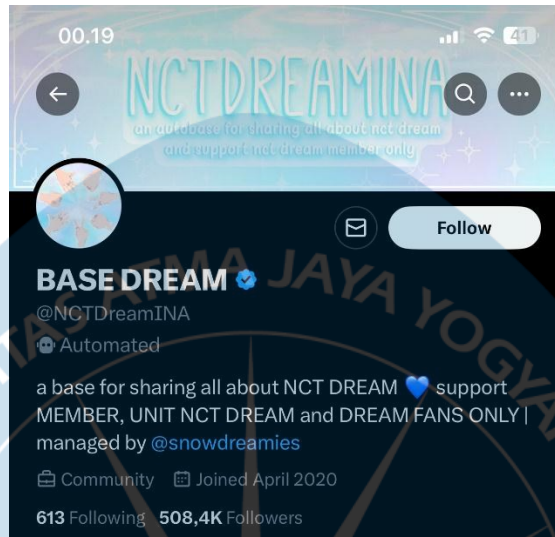 00.19
41
NCTDREAMINA
an autobase for sharing all about nct dream
and support nct dream member only
Follow
BASE DREAM
@NCTDreamINA
Automated
a base for sharing all about NCT DREAM 💙 support
MEMBER, UNIT NCT DREAM and DREAM FANS ONLY |
managed by @snowdreamies
Community Joined April 2020
613 Following 508,4K Followers
ATMA JAYA